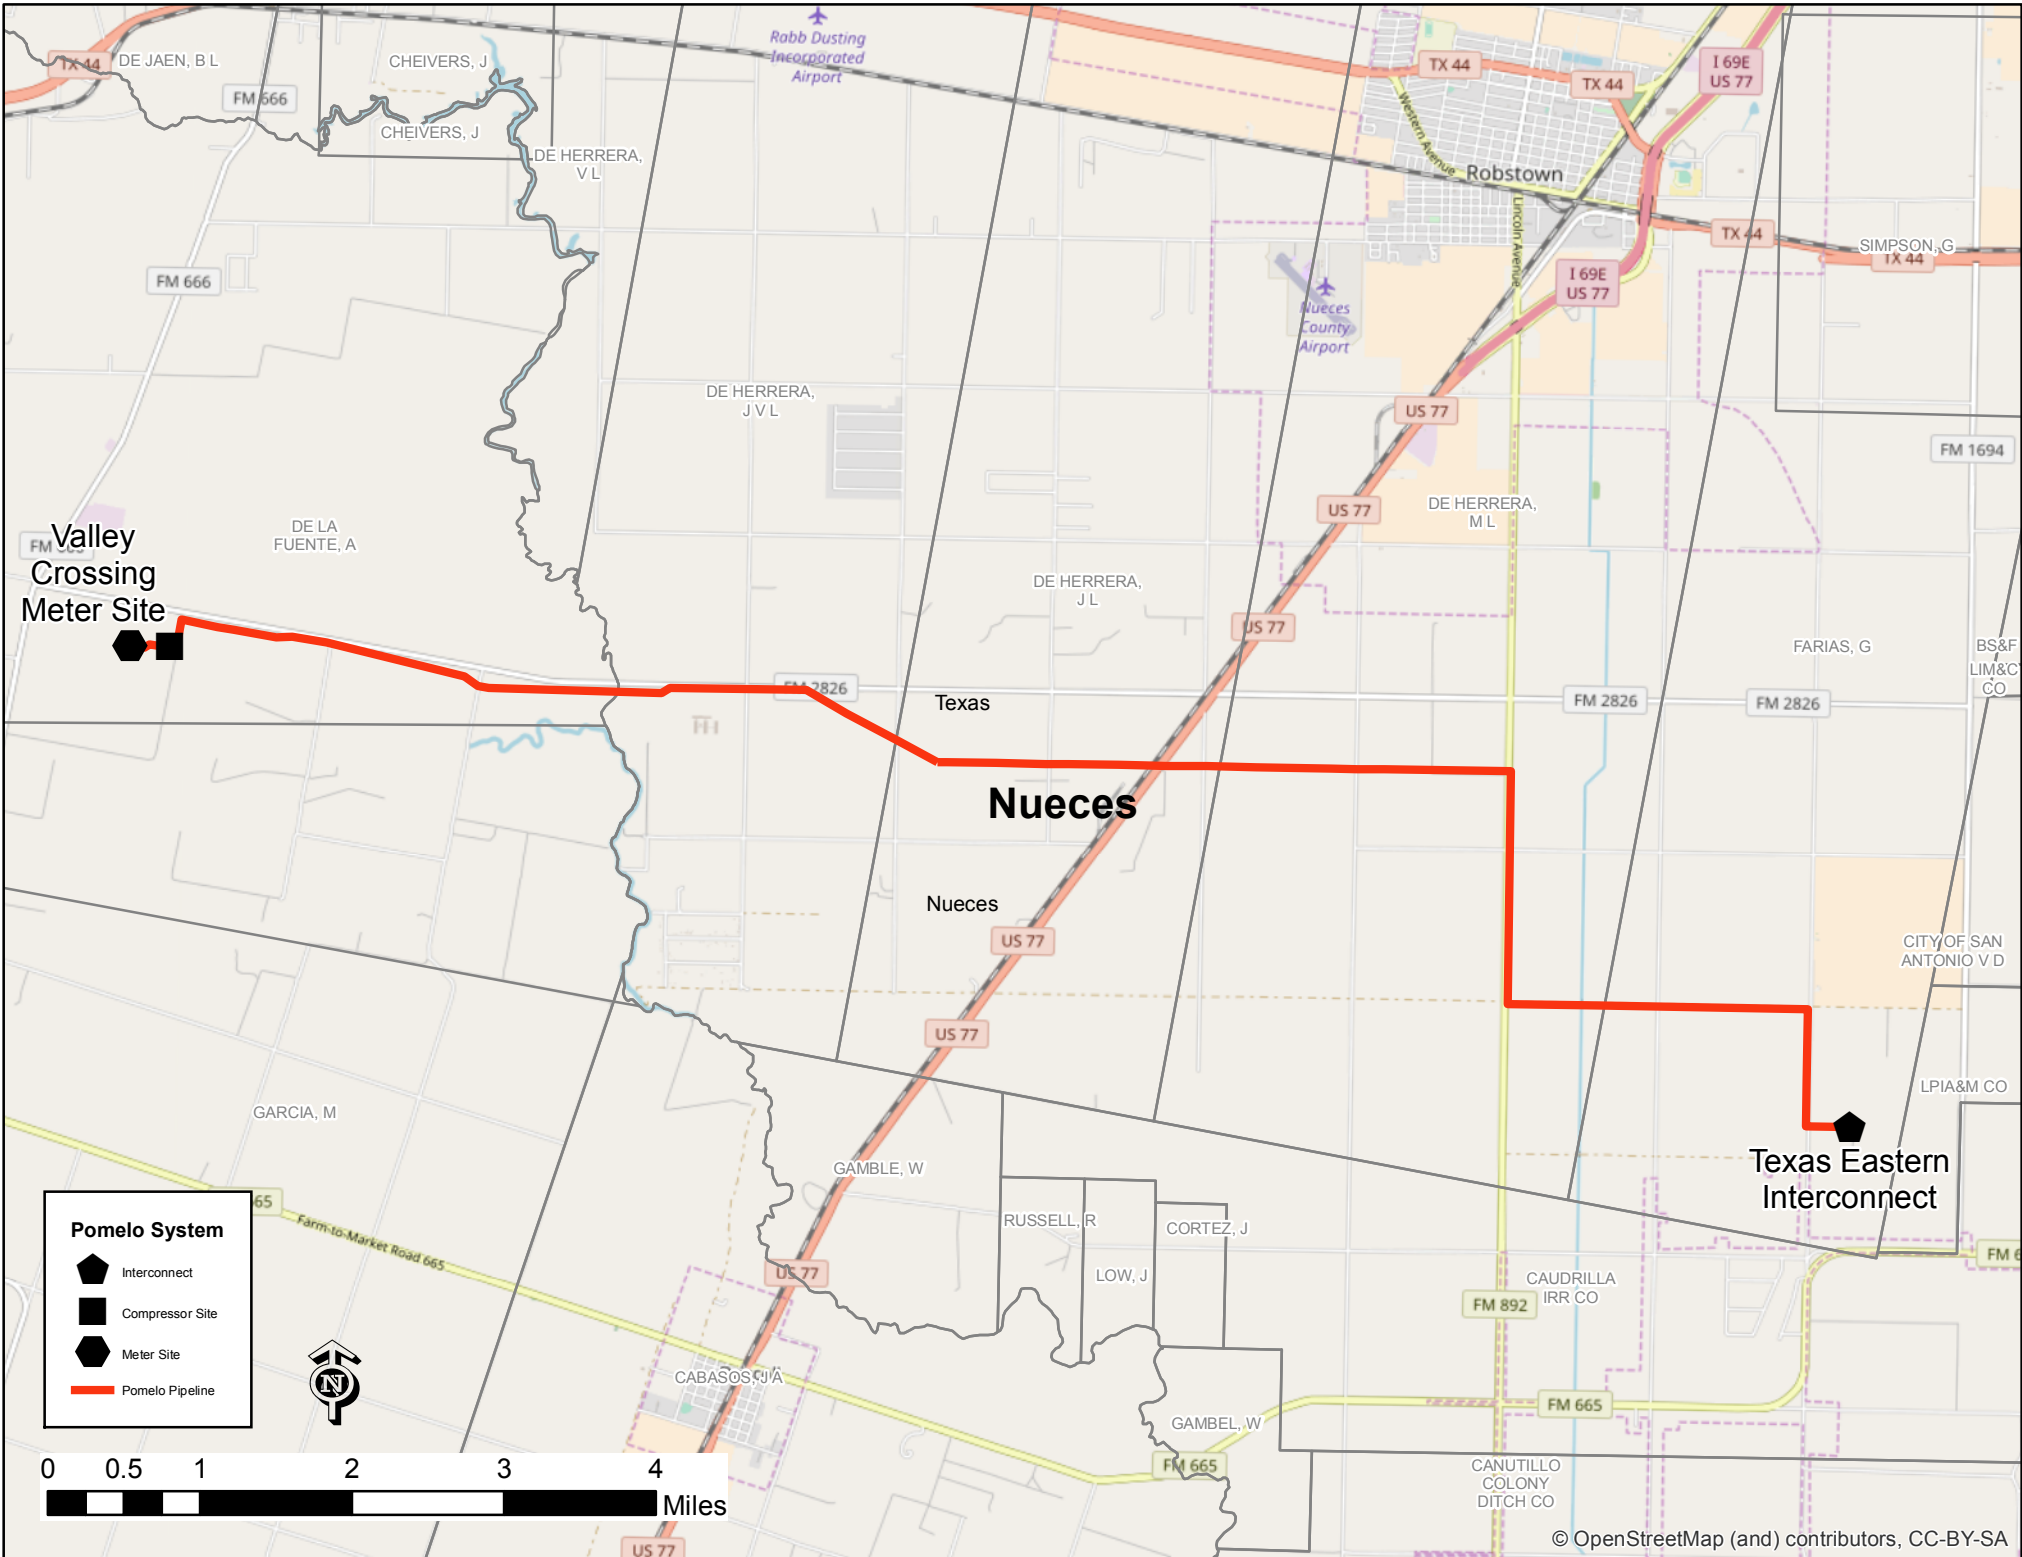 TX 44
DE JAEN, B L
CHEIVERS, J
Rabb Dusting
Incorporated
Airport
TX 44
TX 44
I 69E
US 77
FM 666
CHEIVERS, J
DE HERRERA,
V L
Western Avenue
Robstown
Lincoln Avenue
TX 44
SIMPSON, G
TX 44
FM 666
I 69E
US 77
Nueces
County
Airport
DE HERRERA,
J V L
US 77
FM 1694
US 77
DE HERRERA,
M L
DE LA
FUENTE, A
FM
Valley
Crossing
Meter Site
DE HERRERA,
J L
US 77
FARIAS, G
BS&F
LIM&CY
CO
FM 2826
Texas
FM 2826
FM 2826
Nueces
Nueces
US 77
CITY OF SAN
ANTONIO V D
US 77
LPIA&M CO
GARCIA, M
GAMBLE, W
Texas Eastern
Interconnect
65
Farm-to-Market Road 665
RUSSELL, R
CORTEZ, J
LOW, J
US 77
FM 6
CAUDRILLA
IRR CO
FM 892
Pomelo System
Interconnect
Compressor Site
Meter Site
Pomelo Pipeline
N
CABASOS, J A
FM 665
GAMBEL, W
FM 665
CANUTILLO
COLONY
DITCH CO
0 0.5 1 2 3 4
Miles
US 77
© OpenStreetMap (and) contributors, CC-BY-SA